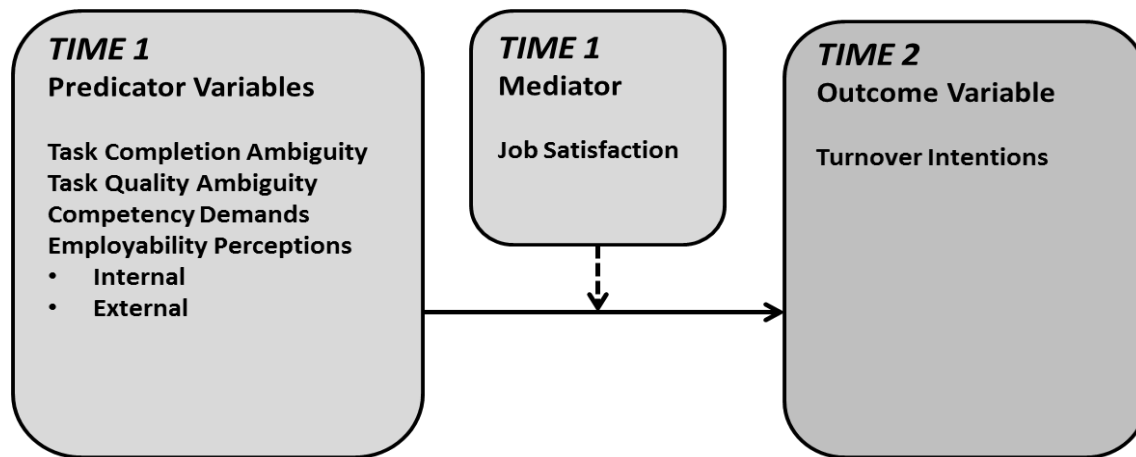 TIME 1
Predicator Variables
Task Completion Ambiguity
Task Quality Ambiguity
Competency Demands
Employability Perceptions
• Internal
• External
TIME 1
Mediator
Job Satisfaction
TIME 2
Outcome Variable
Turnover Intentions